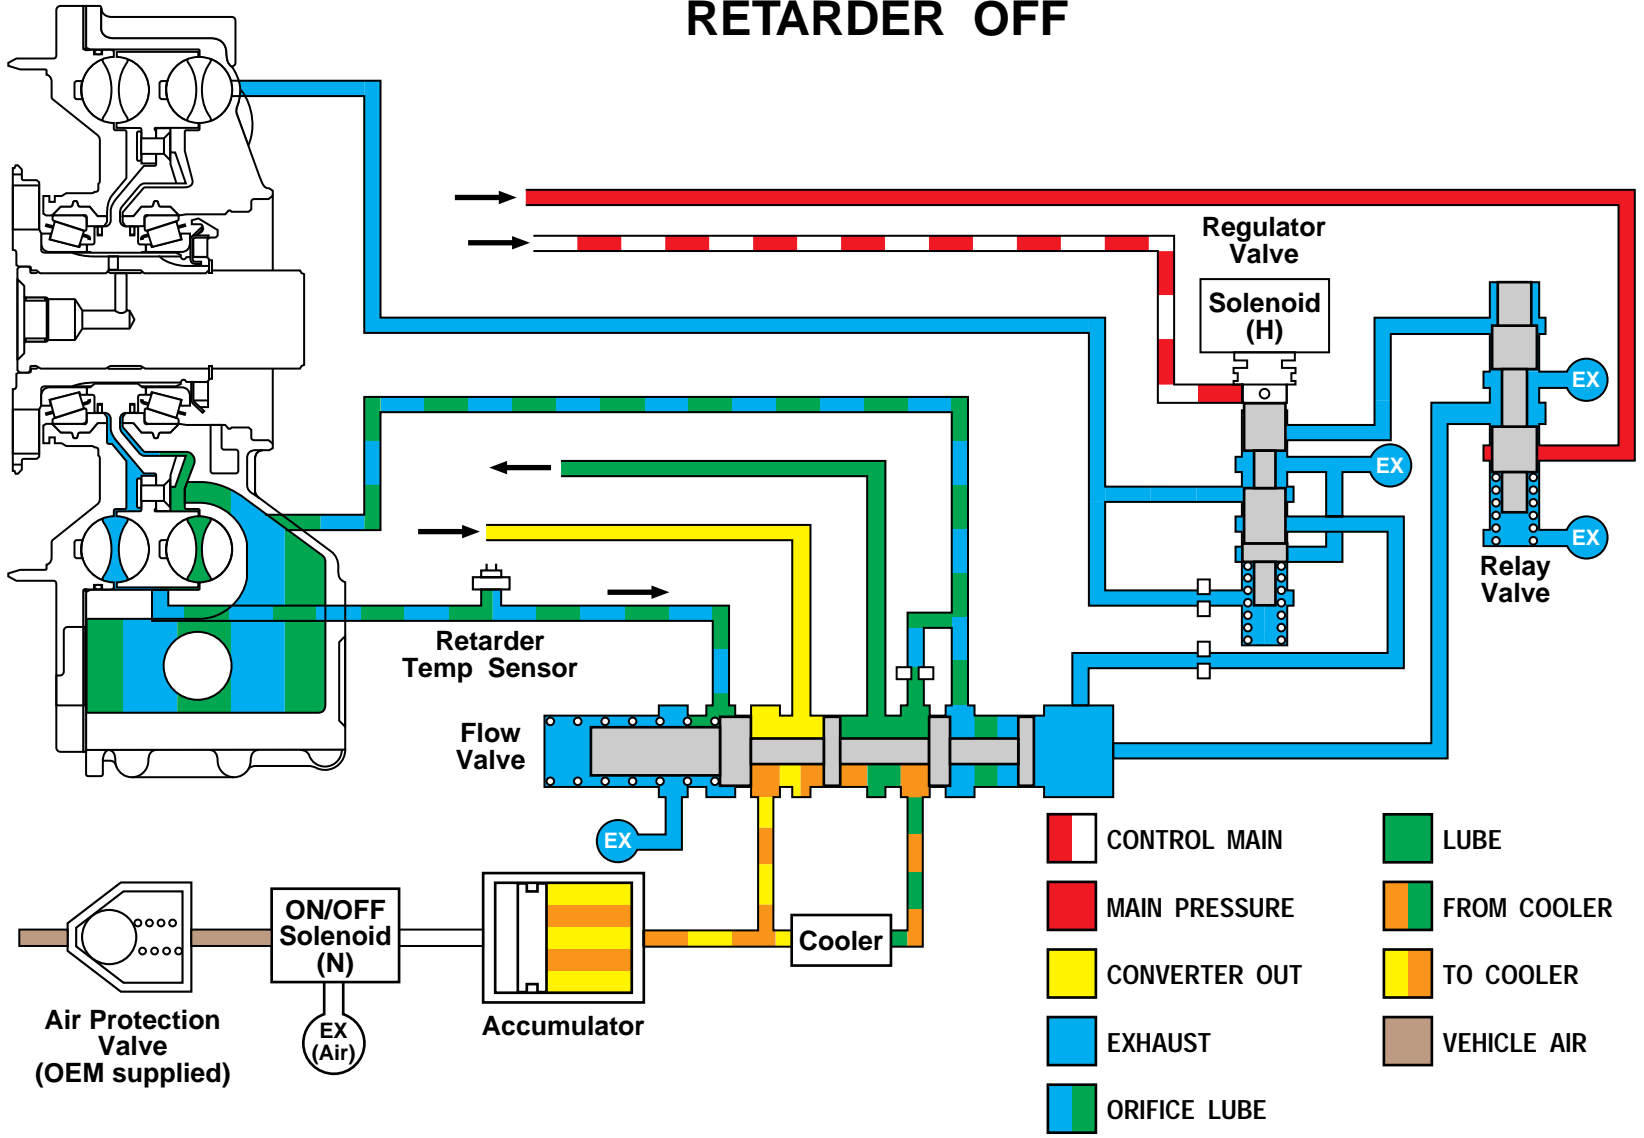 RETARDER OFF
Regulator
Valve
Solenoid
(H)
EX
EX
EX
Relay
Valve
Retarder
Temp Sensor
Flow
Valve
EX
ON/OFF
Solenoid
(N)
Cooler
EX
(Air)
Accumulator
Air Protection
Valve
(OEM supplied)
CONTROL MAIN
MAIN PRESSURE
CONVERTER OUT
EXHAUST
ORIFICE LUBE
LUBE
FROM COOLER
TO COOLER
VEHICLE AIR